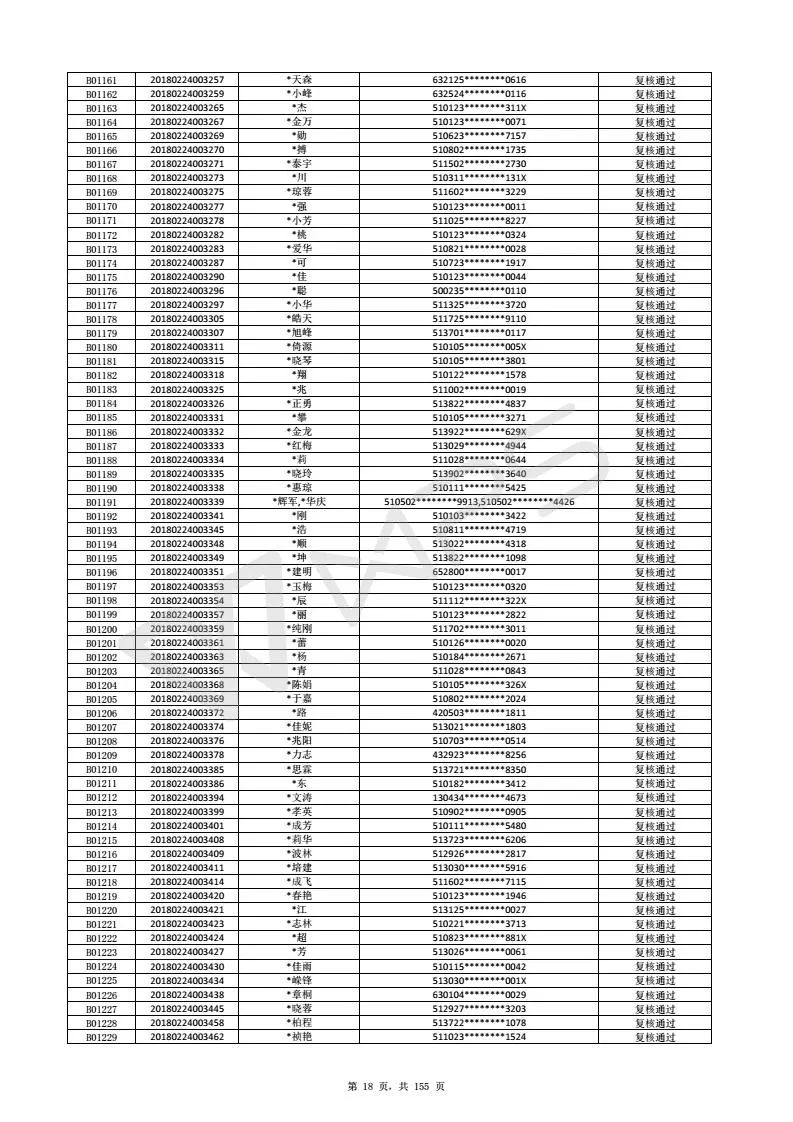 B01161 20180224003257 *天森 632125********0616 复核通过
B01162 20180224003259 *小峰 632524********0116 复核通过
B01163 20180224003265 *杰 510123********311X 复核通过
B01164 20180224003267 *金万 510123********0071 复核通过
B01165 20180224003269 *勋 510623********7157 复核通过
B01166 20180224003270 *搏 510802********1735 复核通过
B01167 20180224003271 *泰宇 511502********2730 复核通过
B01168 20180224003273 *川 510311********131X 复核通过
B01169 20180224003275 *琼蓉 511602********3229 复核通过
B01170 20180224003277 *强 510123********0011 复核通过
B01171 20180224003278 *小芳 511025********8227 复核通过
B01172 20180224003282 *桃 510123********0324 复核通过
B01173 20180224003283 *爱华 510821********0028 复核通过
B01174 20180224003287 *可 510723********1917 复核通过
B01175 20180224003290 *佳 510123********0044 复核通过
B01176 20180224003296 *聪 500235********0110 复核通过
B01177 20180224003297 *小华 511325********3720 复核通过
B01178 20180224003305 *皓天 511725********9110 复核通过
B01179 20180224003307 *旭峰 513701********0117 复核通过
B01180 20180224003311 *倚源 510105********005X 复核通过
B01181 20180224003315 *晓琴 510105********3801 复核通过
B01182 20180224003318 *翔 510122********1578 复核通过
B01183 20180224003325 *兆 511002********0019 复核通过
B01184 20180224003326 *正勇 513822********4837 复核通过
B01185 20180224003331 *攀 510105********3271 复核通过
B01186 20180224003332 *金龙 513922********629X 复核通过
B01187 20180224003333 *红梅 513029********4944 复核通过
B01188 20180224003334 *莉 511028********0644 复核通过
B01189 20180224003335 *晓玲 513902********3640 复核通过
B01190 20180224003338 *惠琼 510111********5425 复核通过
B01191 20180224003339 *辉军,*华庆 510502********9913,510502********4426 复核通过
B01192 20180224003341 *刚 510103********3422 复核通过
B01193 20180224003345 *浩 510811********4719 复核通过
B01194 20180224003348 *顺 513022********4318 复核通过
B01195 20180224003349 *坤 513822********1098 复核通过
B01196 20180224003351 *建明 652800********0017 复核通过
B01197 20180224003353 *玉梅 510123********0320 复核通过
B01198 20180224003354 *辰 511112********322X 复核通过
B01199 20180224003357 *丽 510123********2822 复核通过
B01200 20180224003359 *纯刚 511702********3011 复核通过
B01201 20180224003361 *蕾 510126********0020 复核通过
B01202 20180224003363 *杨 510184********2671 复核通过
B01203 20180224003365 *青 511028********0843 复核通过
B01204 20180224003368 *陈娟 510105********326X 复核通过
B01205 20180224003369 *于嘉 510802********2024 复核通过
B01206 20180224003372 *路 420503********1811 复核通过
B01207 20180224003374 *佳妮 513021********1803 复核通过
B01208 20180224003376 *兆阳 510703********0514 复核通过
B01209 20180224003378 *力志 432923********8256 复核通过
B01210 20180224003385 *思霖 513721********8350 复核通过
B01211 20180224003386 *东 510182********3412 复核通过
B01212 20180224003394 *文涛 130434********4673 复核通过
B01213 20180224003399 *孝英 510902********0905 复核通过
B01214 20180224003401 *成芳 510111********5480 复核通过
B01215 20180224003408 *莉华 513723********6206 复核通过
B01216 20180224003409 *波林 512926********2817 复核通过
B01217 20180224003411 *培建 513030********5916 复核通过
B01218 20180224003414 *成飞 511602********7115 复核通过
B01219 20180224003420 *春艳 510123********1946 复核通过
B01220 20180224003421 *江 513125********0027 复核通过
B01221 20180224003423 *志林 510221********3713 复核通过
B01222 20180224003424 *超 510823********881X 复核通过
B01223 20180224003427 *芳 513026********0061 复核通过
B01224 20180224003430 *佳雨 510115********0042 复核通过
B01225 20180224003434 *嵘锋 513030********001X 复核通过
B01226 20180224003438 *章桐 630104********0029 复核通过
B01227 20180224003445 *晓蓉 512927********3203 复核通过
B01228 20180224003458 *柏程 513722********1078 复核通过
B01229 20180224003462 *祯艳 511023********1524 复核通过
第 18 页, 共 155 页